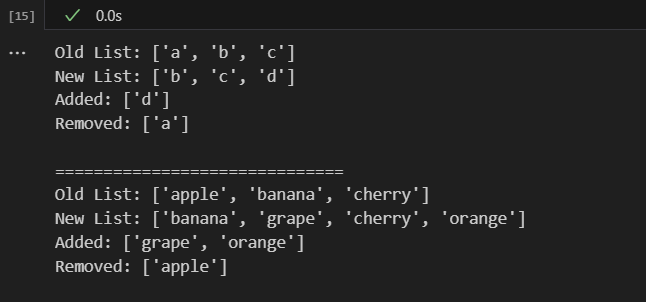 [15]
0.0s
...
Old List: ['a', 'b', 'c']
New List: ['b', 'c', 'd']
Added: ['d']
Removed: ['a']
==============================
Old List: ['apple', 'banana', 'cherry']
New List: ['banana', 'grape', 'cherry', 'orange']
Added: ['grape', 'orange']
Removed: ['apple']